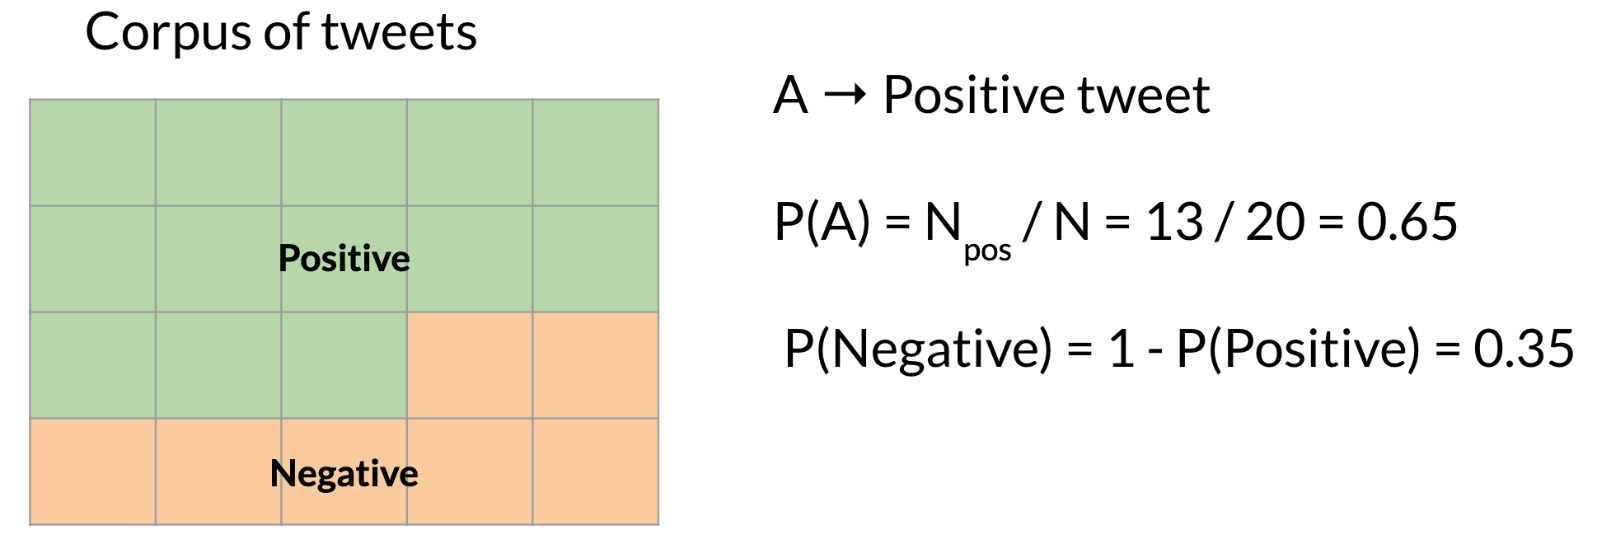 Corpus of tweets
Positive
Negative
A → Positive tweet
P(A) = Npos / N = 13 / 20 = 0.65
P(Negative) = 1 - P(Positive) = 0.35